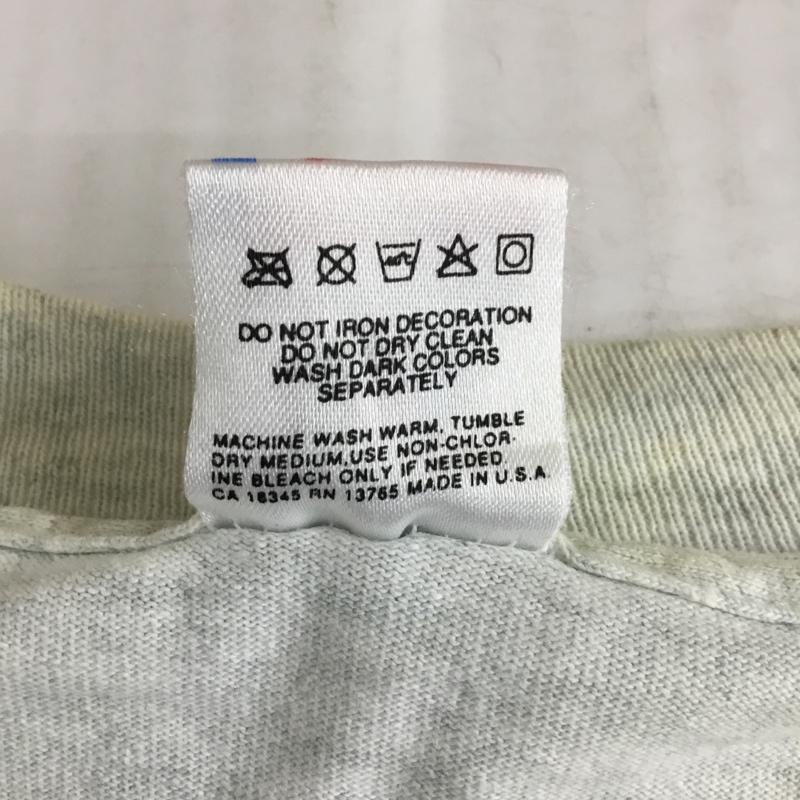 40°C
DO NOT IRON DECORATION
DO NOT DRY CLEAN
WASH DARK COLORS
SEPARATELY
MACHINE WASH WARM, TUMBLE
DRY MEDIUM,USE NON-CHLOR-
INE BLEACH ONLY IF NEEDED.
CA 18345 RN 13765 MADE IN U.S.A.